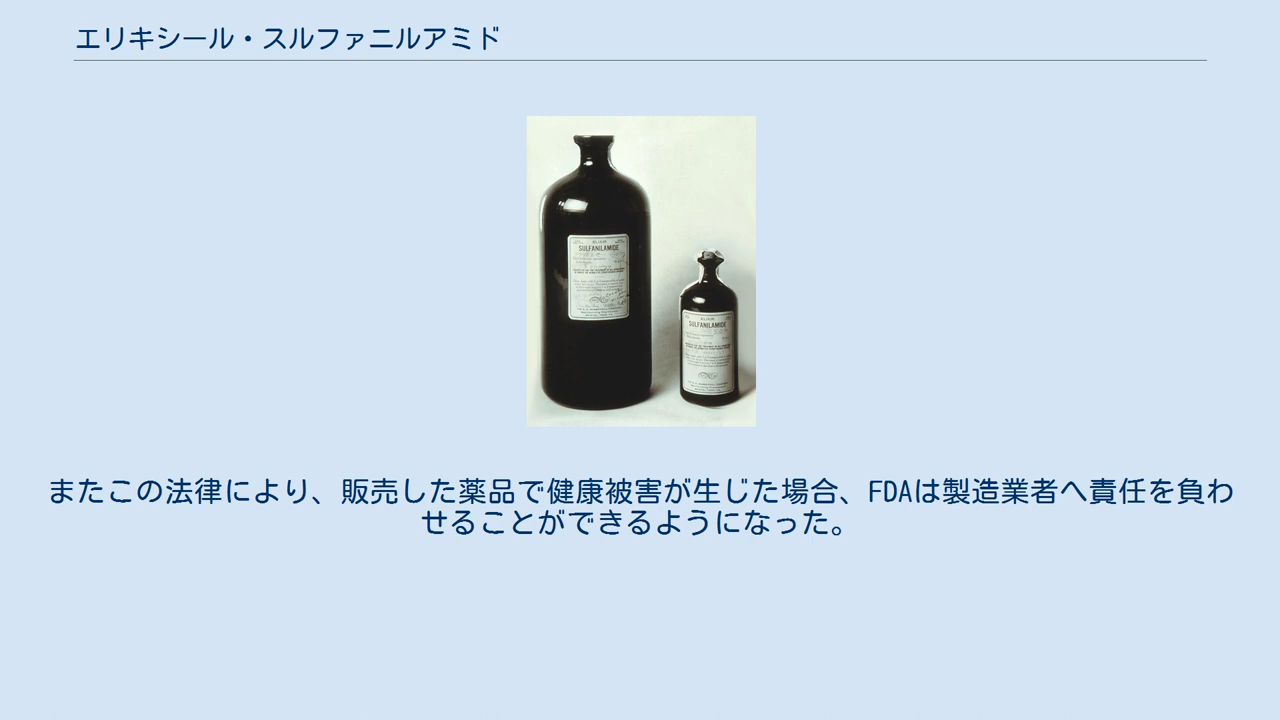 エリキシール・スルファニルアミド
ELIXIR
SULFANILAMIDE
ELIXIR
SULFANILAMIDE
またこの法律により、販売した薬品で健康被害が生じた場合、FDAは製造業者へ責任を負わ
せることができるようになった。